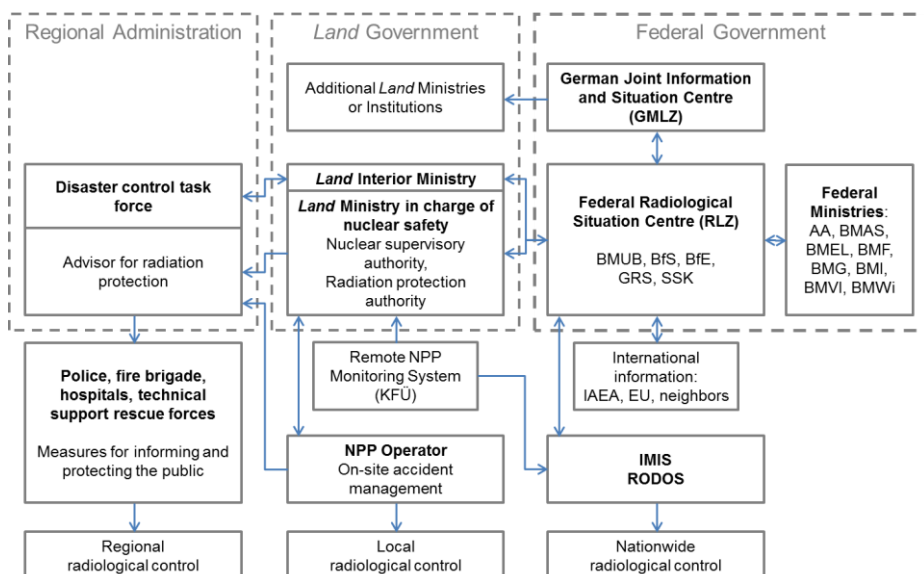 Regional Administration
Land Government
Federal Government
Additional Land Ministries
or Institutions
German Joint Information
and Situation Centre
(GMLZ)
Disaster control task
force
Advisor for radiation
protection
Land Interior Ministry
Land Ministry in charge of
nuclear safety
Nuclear supervisory
authority,
Radiation protection
authority
Federal Radiological
Situation Centre (RLZ)
BMUB, BfS, BfE,
GRS, SSK
Federal
Ministries:
AA, BMAS,
BMEL, BMF,
BMG, BMI,
BMVI, BMWi
Police, fire brigade,
hospitals, technical
support rescue forces
Measures for informing and
protecting the public
Remote NPP
Monitoring System
(KFÜ)
International
information:
IAEA, EU, neighbors
NPP Operator
On-site accident
management
IMIS
RODOS
Regional
radiological control
Local
radiological control
Nationwide
radiological control